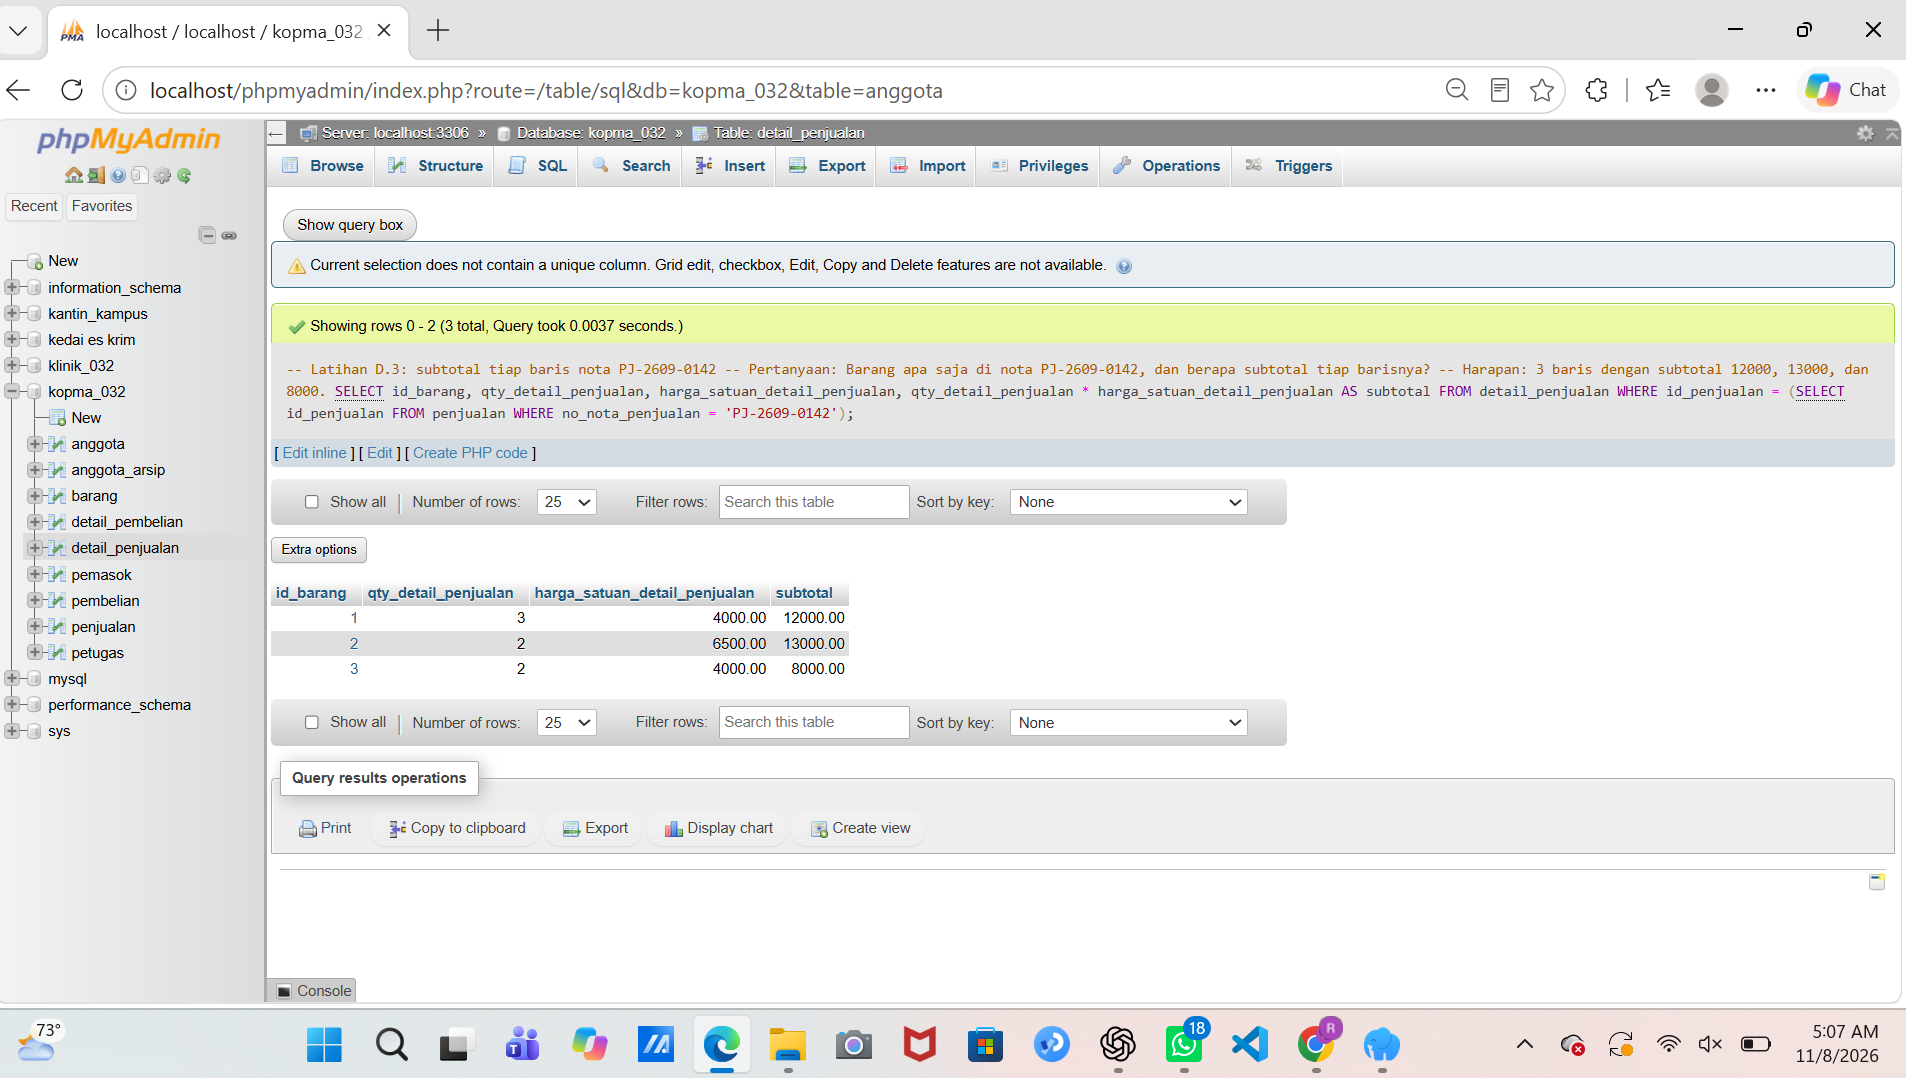 localhost / localhost / kopma_032
localhost/phpmyadmin/index.php?route=/table/sql&db=kopma_032&table=anggota
Chat
phpMyAdmin
Recent
Favorites
New
information_schema
kantin_kampus
kedai es krim
klinik_032
kopma_032
New
anggota
anggota_arsip
barang
detail_pembelian
detail_penjualan
pemasok
pembelian
penjualan
petugas
mysql
performance_schema
sys
Server: localhost:3306 » Database: kopma_032 » Table: detail_penjualan
Browse Structure SQL Search Insert Export Import Privileges Operations Triggers
Show query box
Current selection does not contain a unique column. Grid edit, checkbox, Edit, Copy and Delete features are not available.
Showing rows 0 - 2 (3 total, Query took 0.0037 seconds.)
-- Latihan D.3: subtotal tiap baris nota PJ-2609-0142 -- Pertanyaan: Barang apa saja di nota PJ-2609-0142, dan berapa subtotal tiap barisnya? -- Harapan: 3 baris dengan subtotal 12000, 13000, dan
8000. SELECT id_barang, qty_detail_penjualan, harga_satuan_detail_penjualan, qty_detail_penjualan * harga_satuan_detail_penjualan AS subtotal FROM detail_penjualan WHERE id_penjualan = (SELECT
id_penjualan FROM penjualan WHERE no_nota_penjualan = 'PJ-2609-0142');
[ Edit inline ] [ Edit ] [ Create PHP code ]
Show all Number of rows: 25 Filter rows: Search this table Sort by key: None
Extra options
id_barang qty_detail_penjualan harga_satuan_detail_penjualan subtotal
1 3 4000.00 12000.00
2 2 6500.00 13000.00
3 2 4000.00 8000.00
Show all Number of rows: 25 Filter rows: Search this table Sort by key: None
Query results operations
Print Copy to clipboard Export Display chart Create view
Console
73°
18
R
5:07 AM
11/8/2026